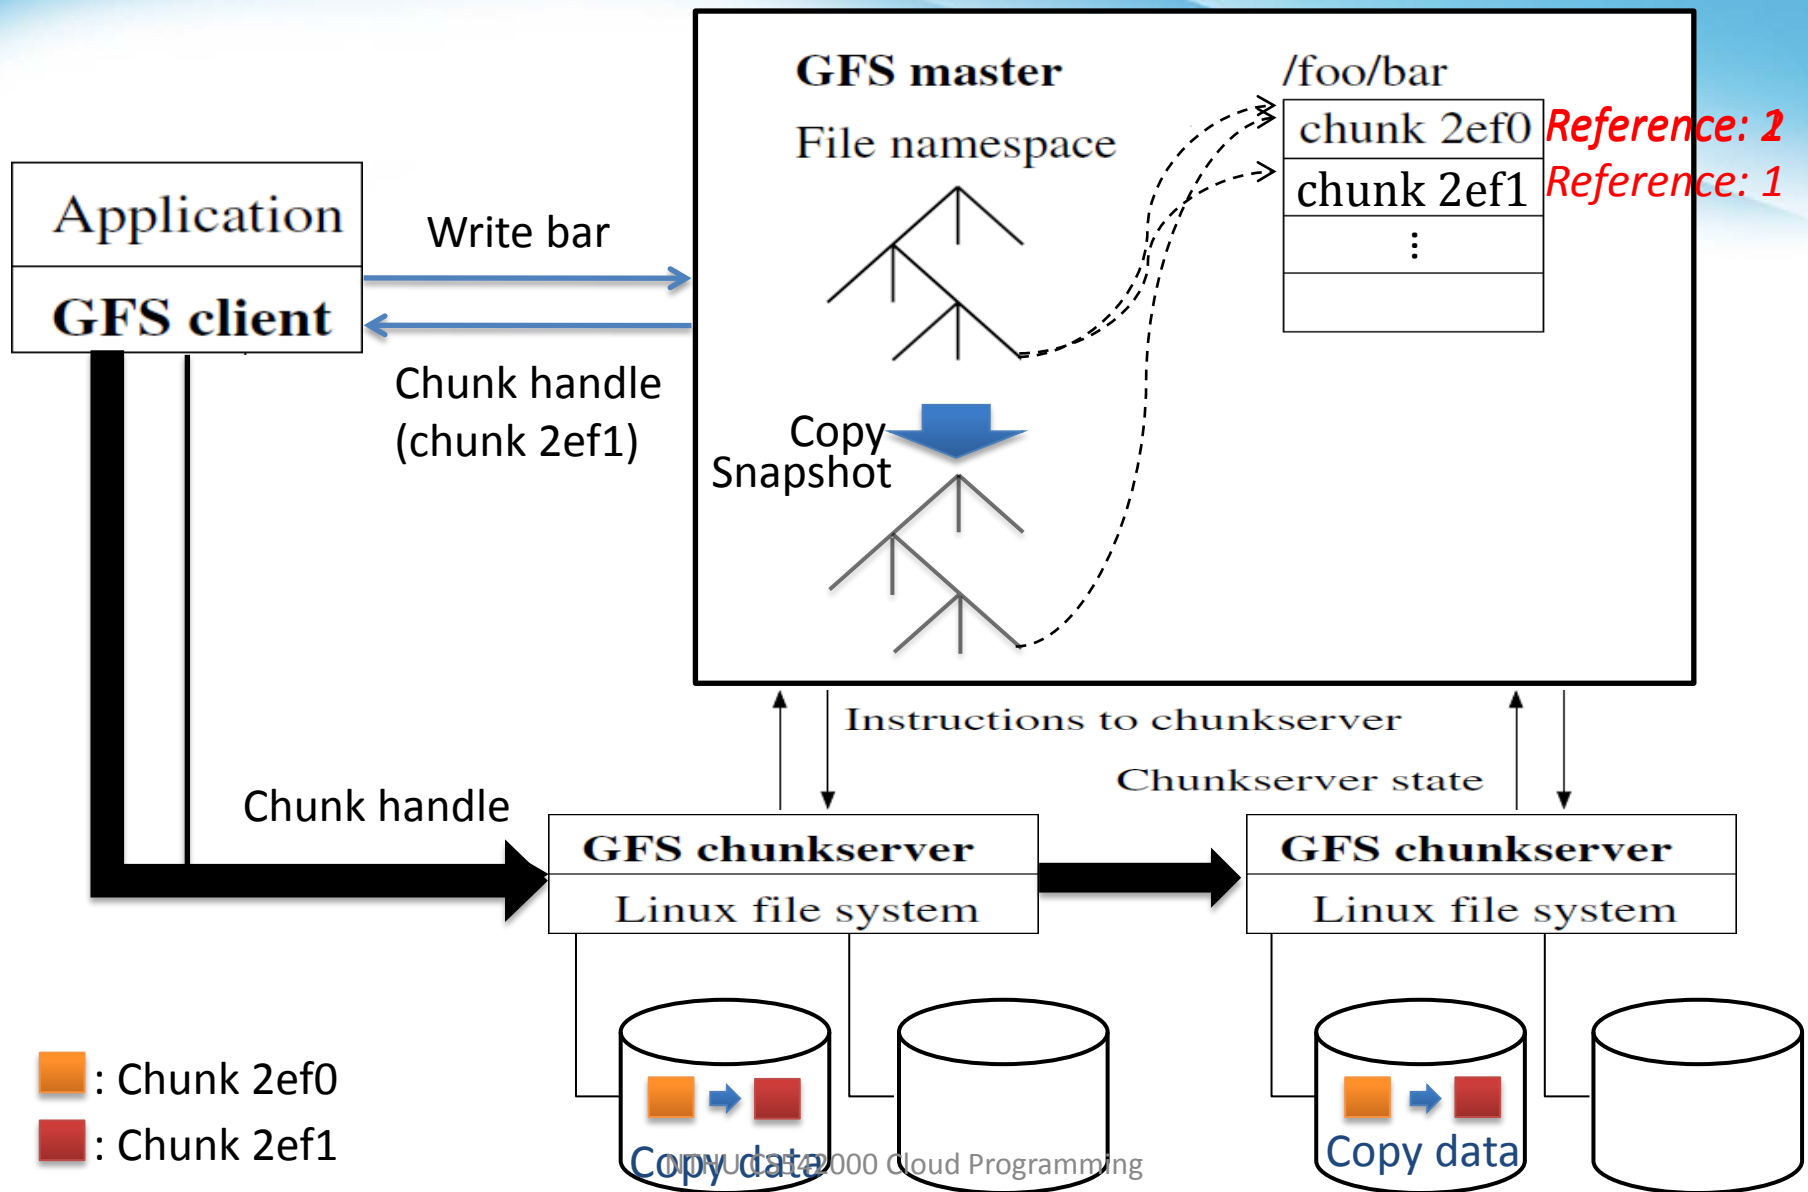 GFS master
/foo/bar
File namespace
chunk 2ef0
Reference:
chunk 2ef1
Reference: 1
⋮
Application
GFS client
Write bar
Chunk handle
(chunk 2ef1)
Copy
Snapshot
Instructions to chunkserver
Chunkserver state
Chunk handle
GFS chunkserver
Linux file system
GFS chunkserver
Linux file system
: Chunk 2ef0
: Chunk 2ef1
Copy data
Copy data
NTHU CS542000 Cloud Programming